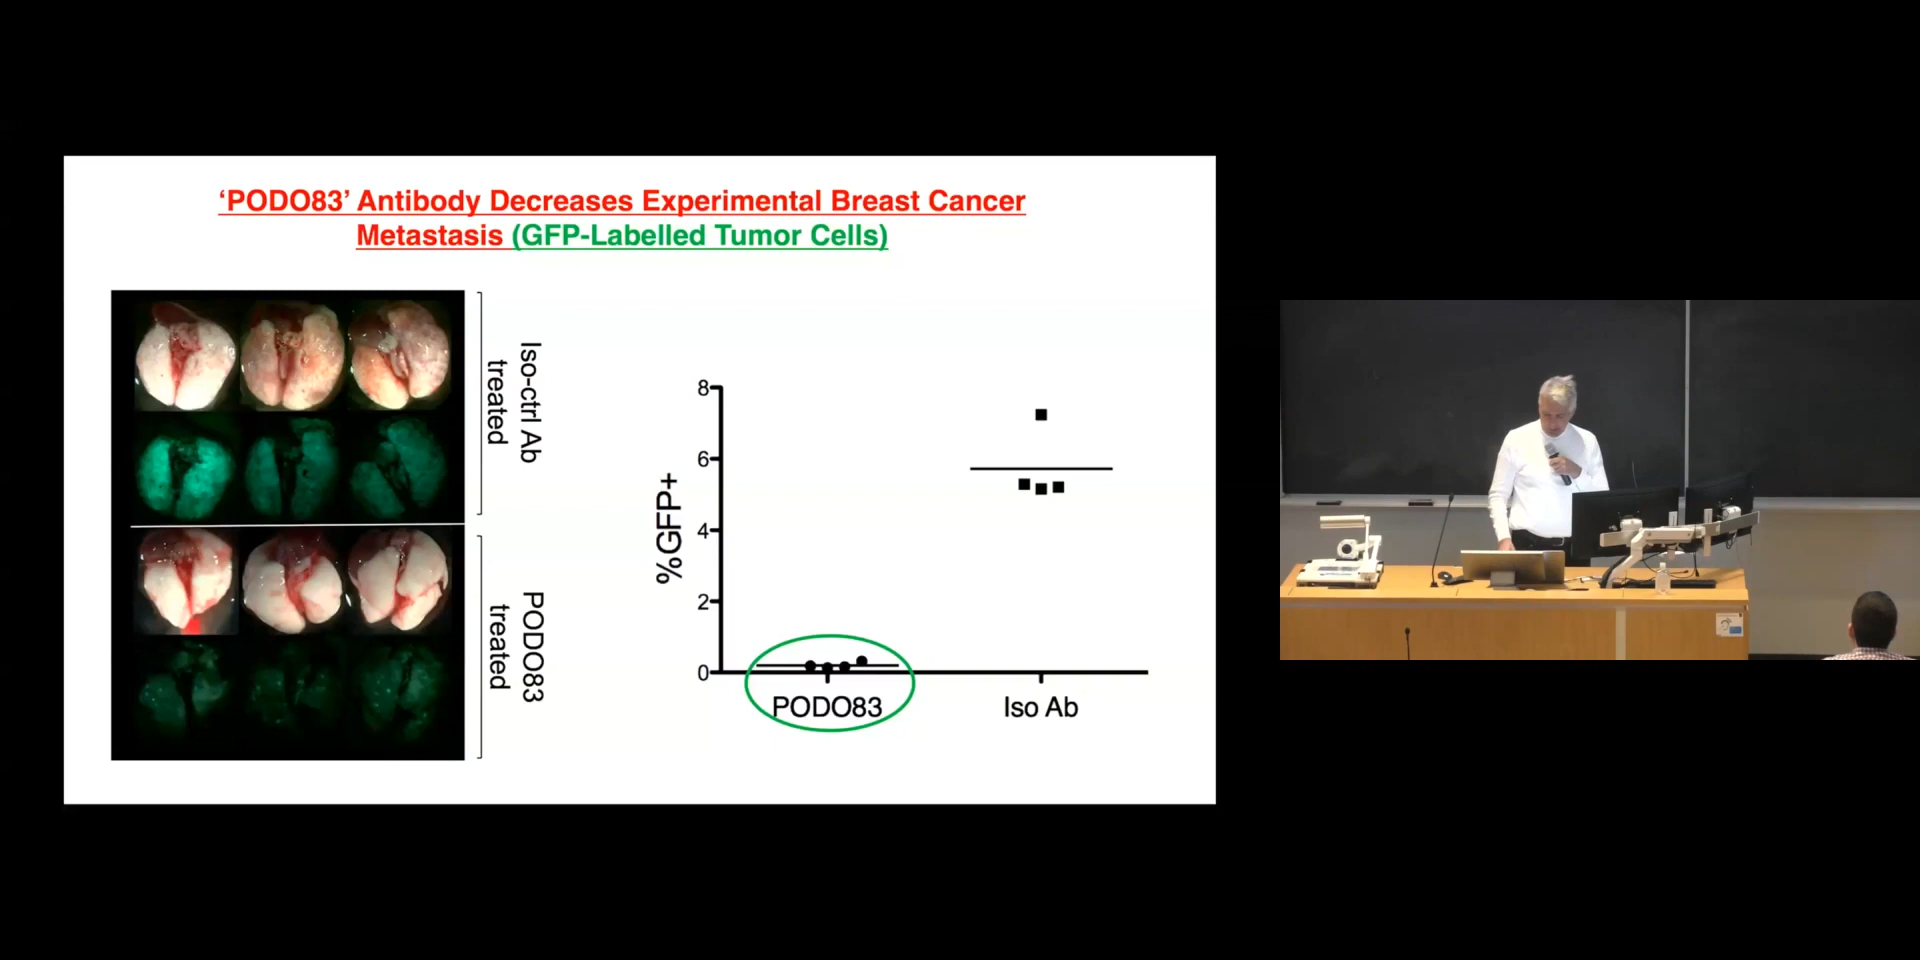 ‘PODO83’ Antibody Decreases Experimental Breast Cancer
Metastasis (GFP-Labelled Tumor Cells)
Iso-ctrl Ab
treated
PODO83
treated
%GFP+
8
6
4
2
0
PODO83
Iso Ab